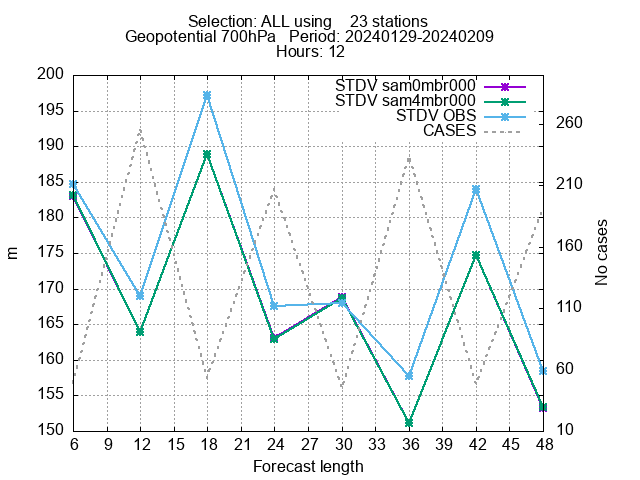 Selection: ALL using 23 stations
Geopotential 700hPa Period: 20240129-20240209
Hours: 12
STDV sam0mbr000
STDV sam4mbr000
STDV OBS
CASES
200
195
190
185
180
175
170
165
160
155
150
m
260
210
160
110
60
10
No cases
6 9 12 15 18 21 24 27 30 33 36 39 42 45 48
Forecast length